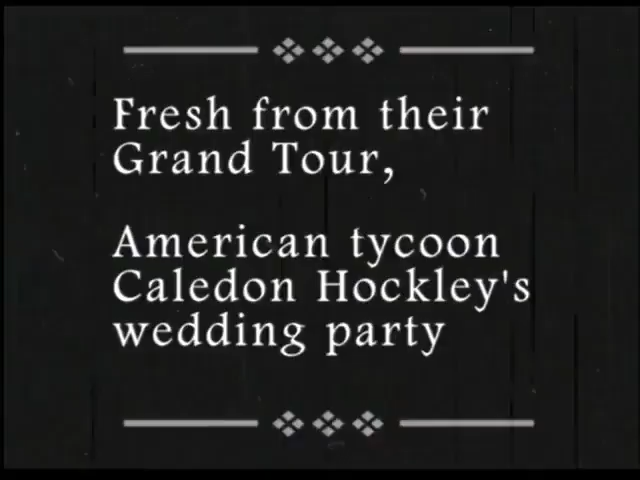 Fresh from their
Grand Tour,
American tycoon
Caledon Hockley's
wedding party